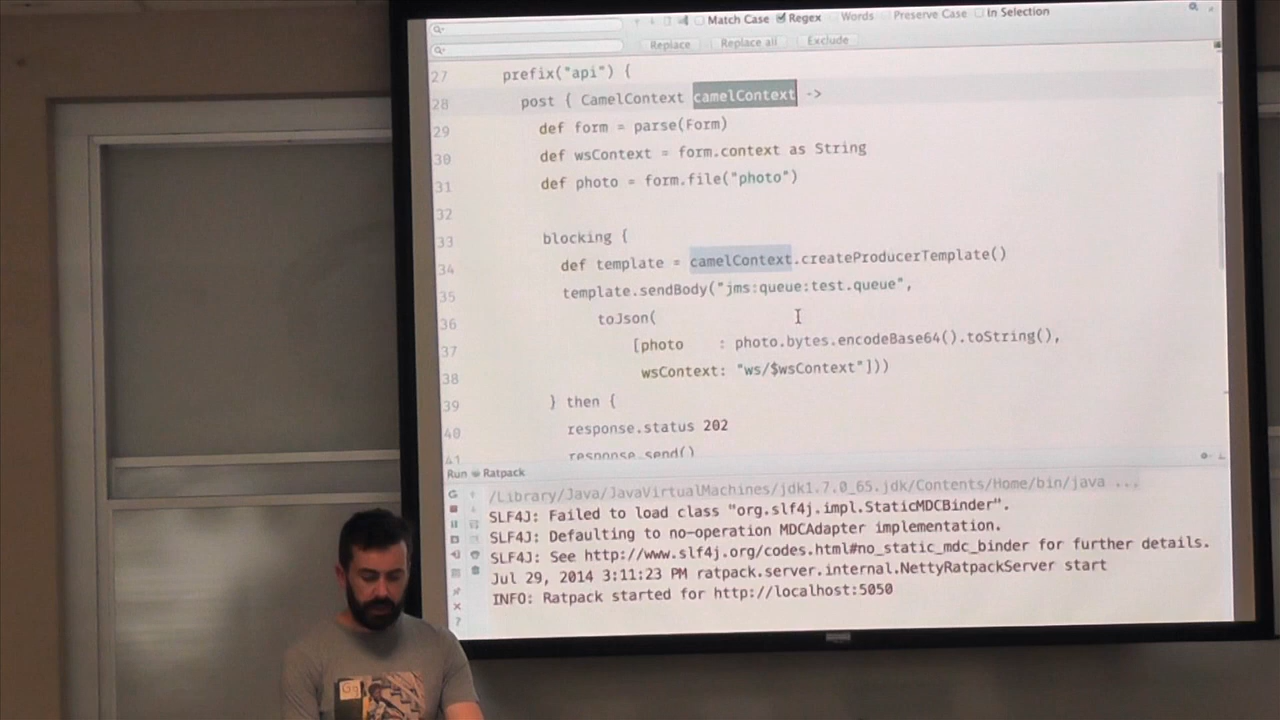 Match Case Regex Words Preserve Case In Selection
Replace Replace all Exclude
27 prefix("api") {
28 post { CamelContext camelContext ->
29 def form = parse(Form)
30 def wsContext = form.context as String
31 def photo = form.file("photo")
32
33 blocking {
34 def template = camelContext.createProducerTemplate()
35 template.sendBody("jms:queue:test.queue",
36 toJson(
37 [photo : photo.bytes.encodeBase64().toString(),
38 wsContext: "ws/$wsContext"]))
39 } then {
40 response.status 202
41 response.send()
Run Ratpack
/Library/Java/JavaVirtualMachines/jdk1.7.0_65.jdk/Contents/Home/bin/java ...
SLF4J: Failed to load class "org.slf4j.impl.StaticMDCBinder".
SLF4J: Defaulting to no-operation MDCAdapter implementation.
SLF4J: See http://www.slf4j.org/codes.html#no_static_mdc_binder for further details.
Jul 29, 2014 3:11:23 PM ratpack.server.internal.NettyRatpackServer start
INFO: Ratpack started for http://localhost:5050